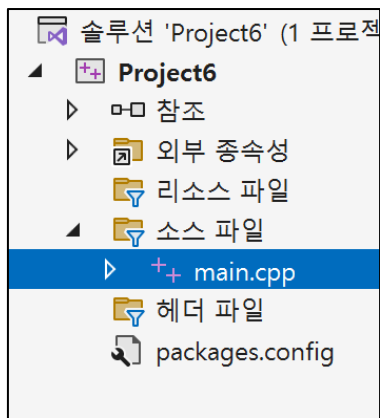 솔루션 'Project6' (1 프로젝
Project6
참조
외부 종속성
리소스 파일
소스 파일
main.cpp
헤더 파일
packages.config